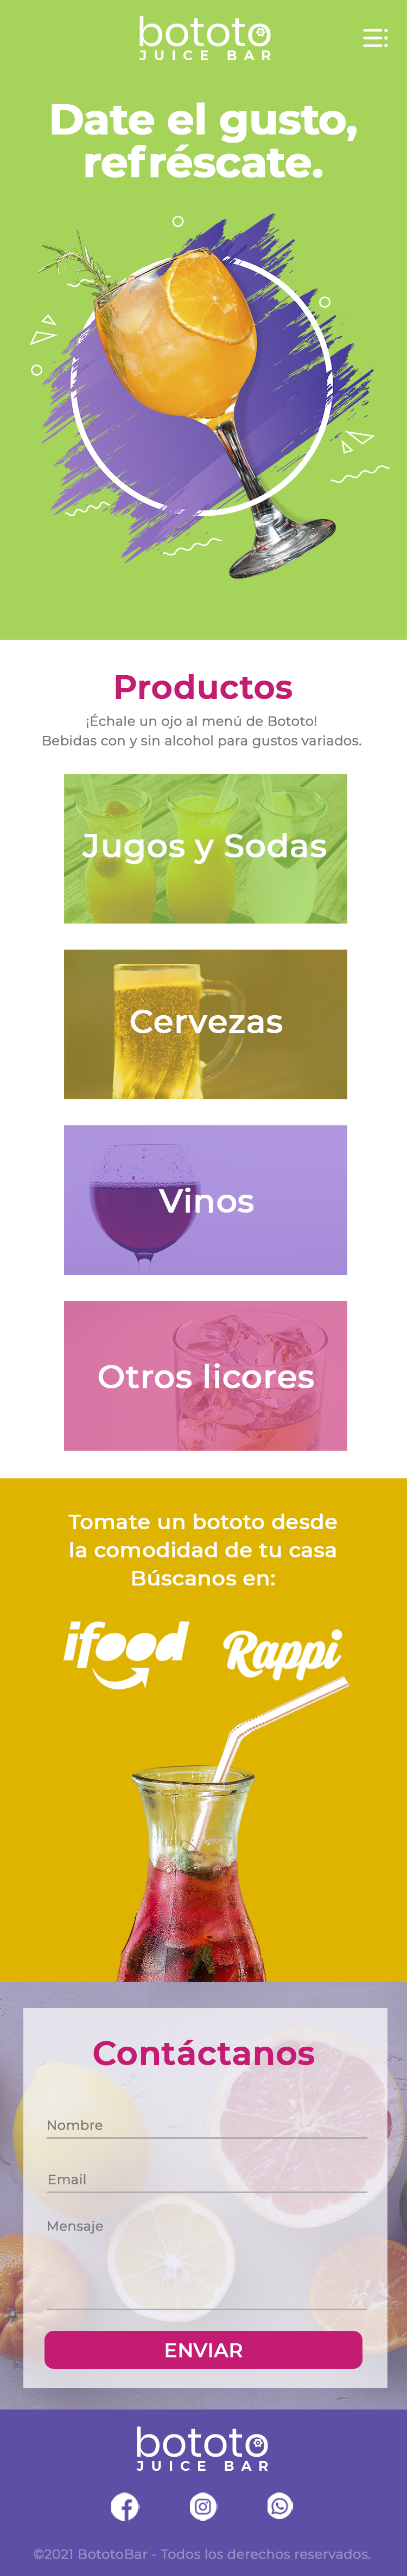 bototo
JUICE BAR
Date el gusto,
refréscate.
Productos
¡Échale un ojo al menú de Bototo!
Bebidas con y sin alcohol para gustos variados.
Jugos y Sodas
Cervezas
Vinos
Otros licores
Tomate un bototo desde
la comodidad de tu casa
Búscanos en:
ifood Rappi
Contáctanos
Nombre
Email
Mensaje
ENVIAR
bototo
JUICE BAR
©2021 BototoBar - Todos los derechos reservados.